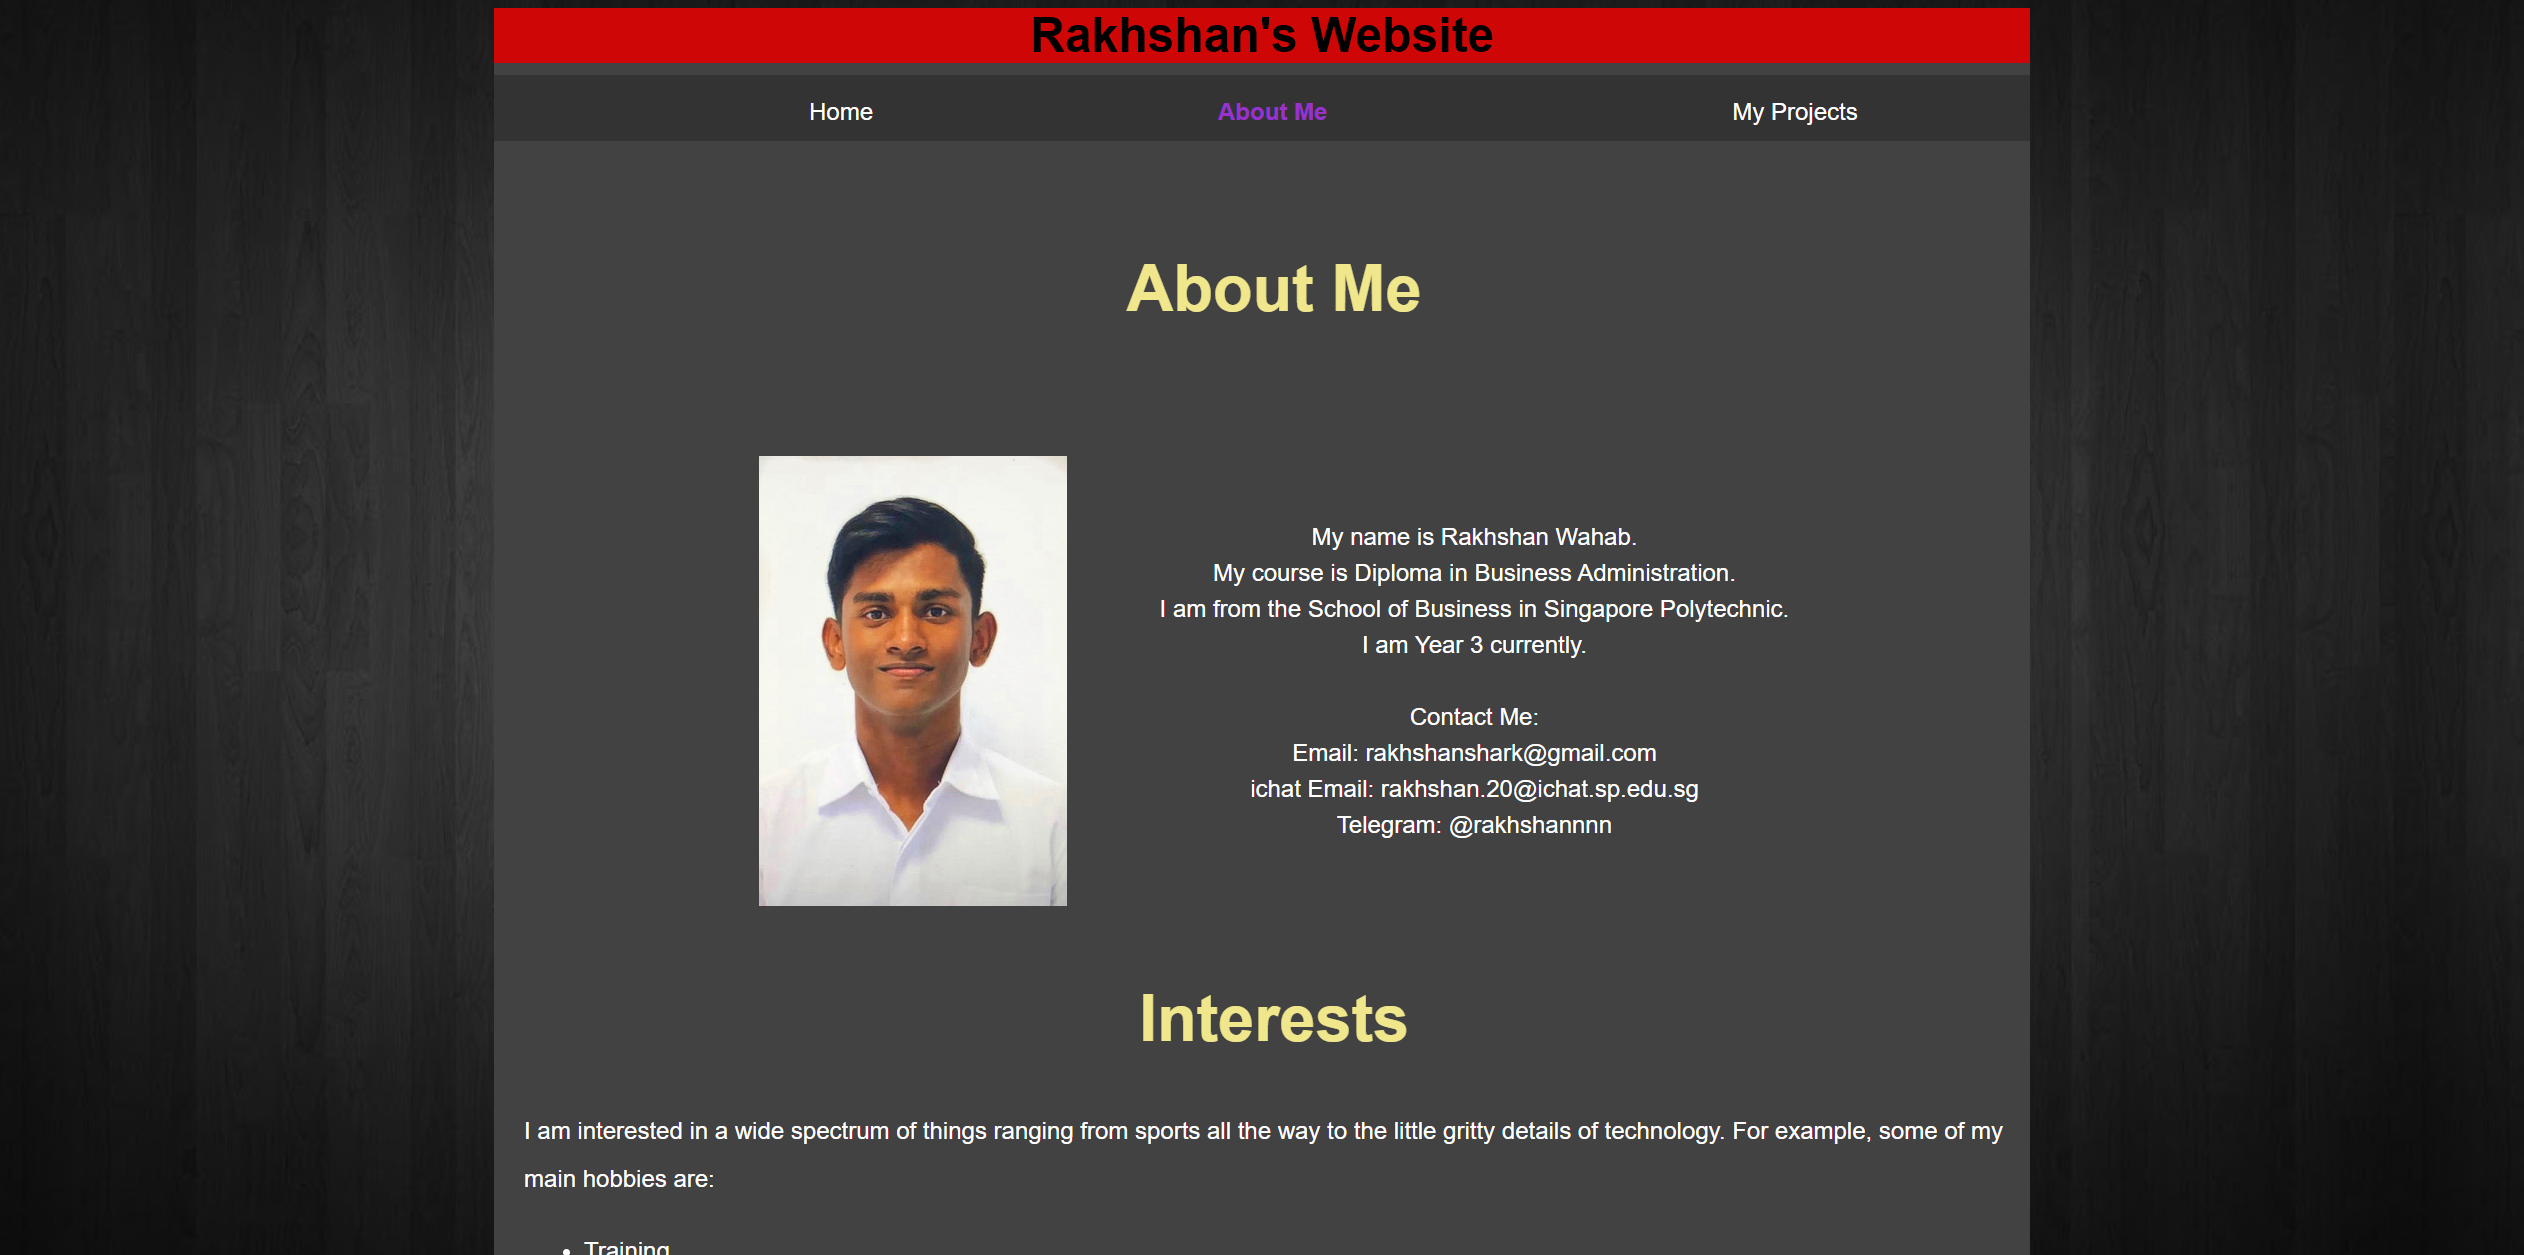 Rakhshan's Website
Home About Me My Projects
About Me
My name is Rakhshan Wahab.
My course is Diploma in Business Administration.
I am from the School of Business in Singapore Polytechnic.
I am Year 3 currently.
Contact Me:
Email: rakhshanshark@gmail.com
ichat Email: rakhshan.20@ichat.sp.edu.sg
Telegram: @rakhshannnn
Interests
I am interested in a wide spectrum of things ranging from sports all the way to the little gritty details of technology. For example, some of my
main hobbies are:
• Training